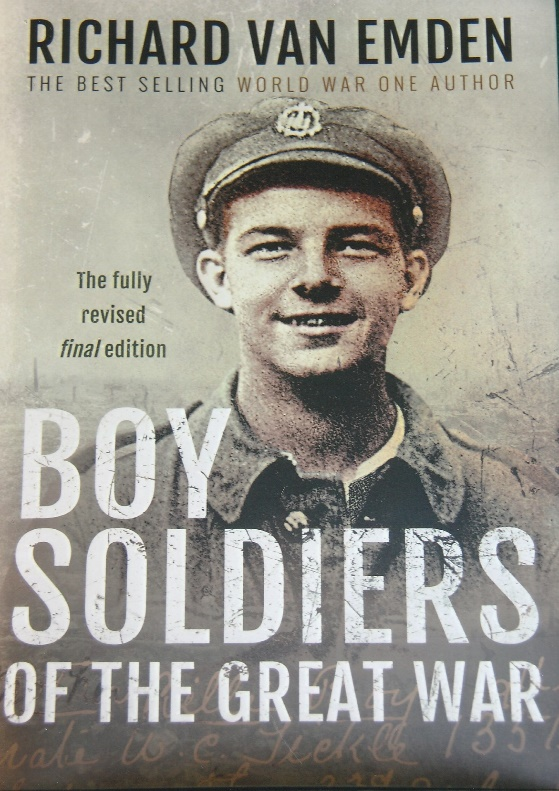 RICHARD VAN EMDEN
THE BEST SELLING WORLD WAR ONE AUTHOR
The fully
revised
final edition
BOY
SOLDIERS
OF THE GREAT WAR
W. C. Tickle